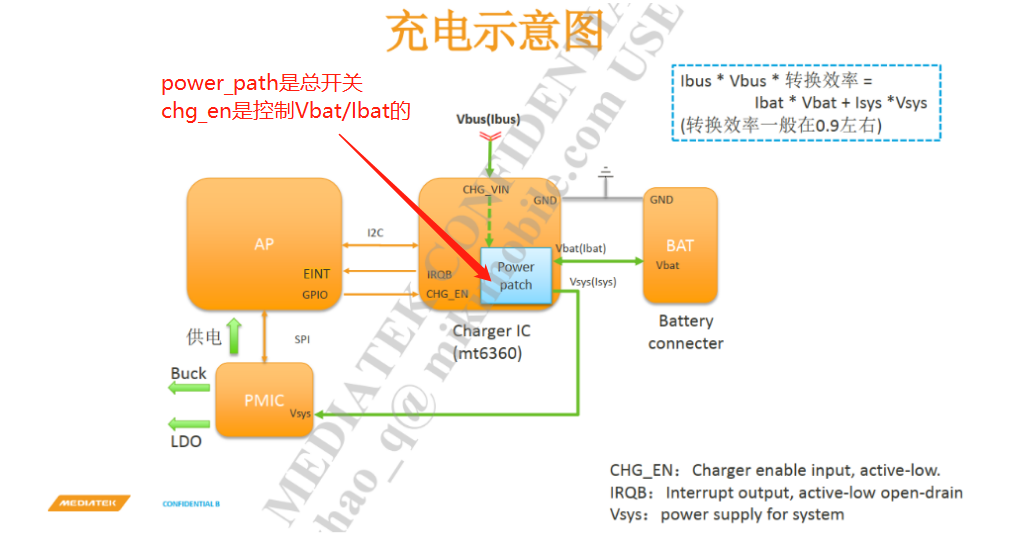 充电示意图
power_path是总开关
chg_en是控制Vbat/Ibat的
Ibus * Vbus * 转换效率 =
Ibat * Vbat + Isys *Vsys
(转换效率一般在0.9左右)
Vbus(Ibus)
CHG_VIN
GND
GND
AP
I2C
BAT
Vbat(Ibat)
Vbat
EINT
IRQB
Power
patch
Vsys(Isys)
GPIO
CHG_EN
Charger IC
(mt6360)
Battery
connecter
供电
SPI
Buck
PMIC
Vsys
LDO
CHG_EN：Charger enable input, active-low.
IRQB：Interrupt output, active-low open-drain
Vsys：power supply for system
MEDIATEK
CONFIDENTIAL B
MEDIATEK CONFIDENTIAL
hao_q@mikimobile.com USE